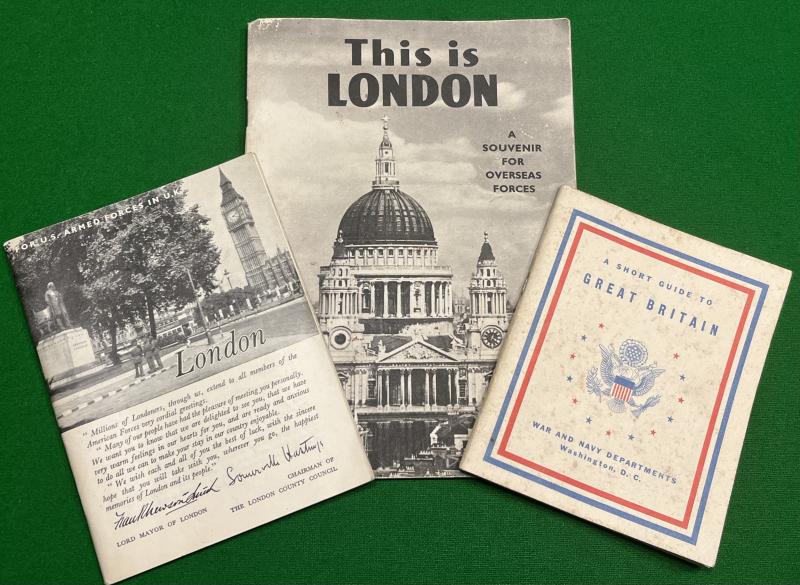 This is
LONDON
A
SOUVENIR
FOR
OVERSEAS
FORCES
FOR U.S. ARMED FORCES IN U.K.
London
" Millions of Londeners, through us, extend to all members of the
American Forces very cordial greetings.
" Many of our people have had the pleasure of meeting you personally.
We want you to know that we are delighted to see you, that we have
very warm feelings in our hearts for you, and are ready and anxious
to do all we can to make your stay in our country enjoyable.
" We wish each and all of you the best of luck, with the sincere
hope that you will take with you, wherever you go, the happiest
memories of London and its people."
Somerville Hastings
LORD MAYOR OF LONDON
CHAIRMAN OF
THE LONDON COUNTY COUNCIL
A SHORT GUIDE TO
GREAT BRITAIN
WAR AND NAVY DEPARTMENTS
Washington, D. C.